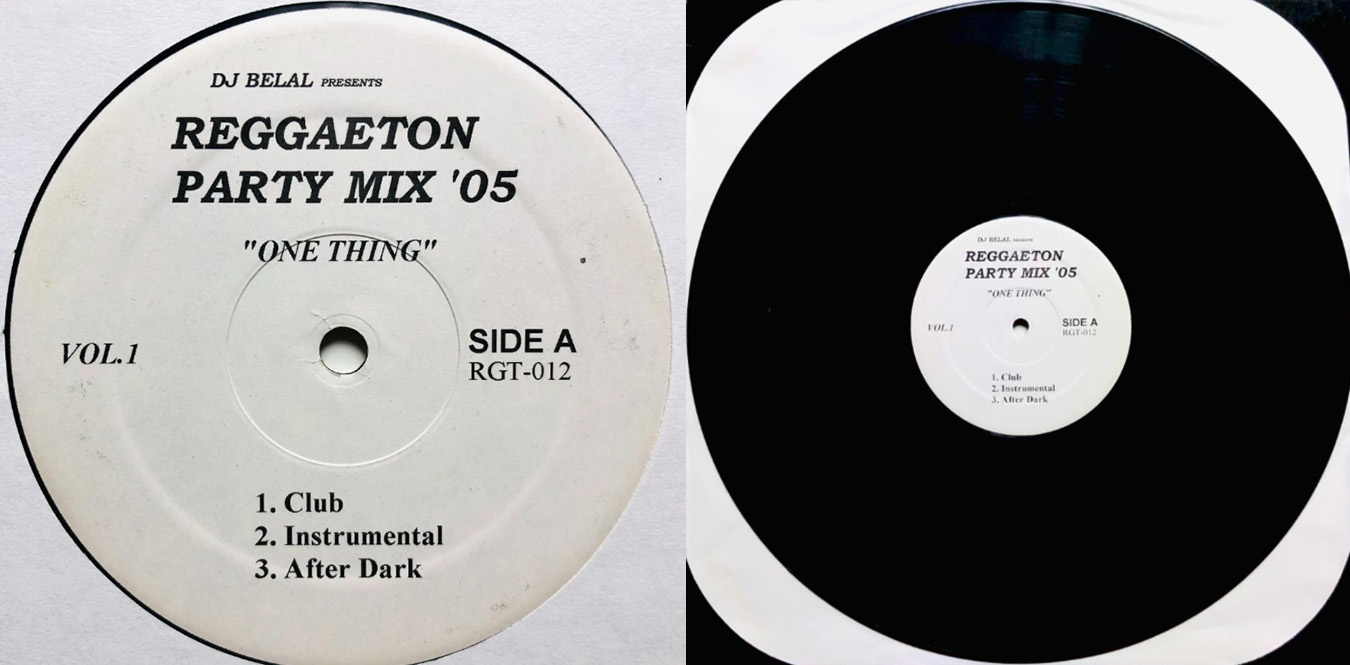 DJ BELAL PRESENTS
REGGAETON
PARTY MIX '05
"ONE THING"
VOL.1
SIDE A
RGT-012
1. Club
2. Instrumental
3. After Dark
DJ BELAL PRESENTS
REGGAETON
PARTY MIX '05
"ONE THING"
VOL.1
SIDE A
RGT-012
1. Club
2. Instrumental
3. After Dark